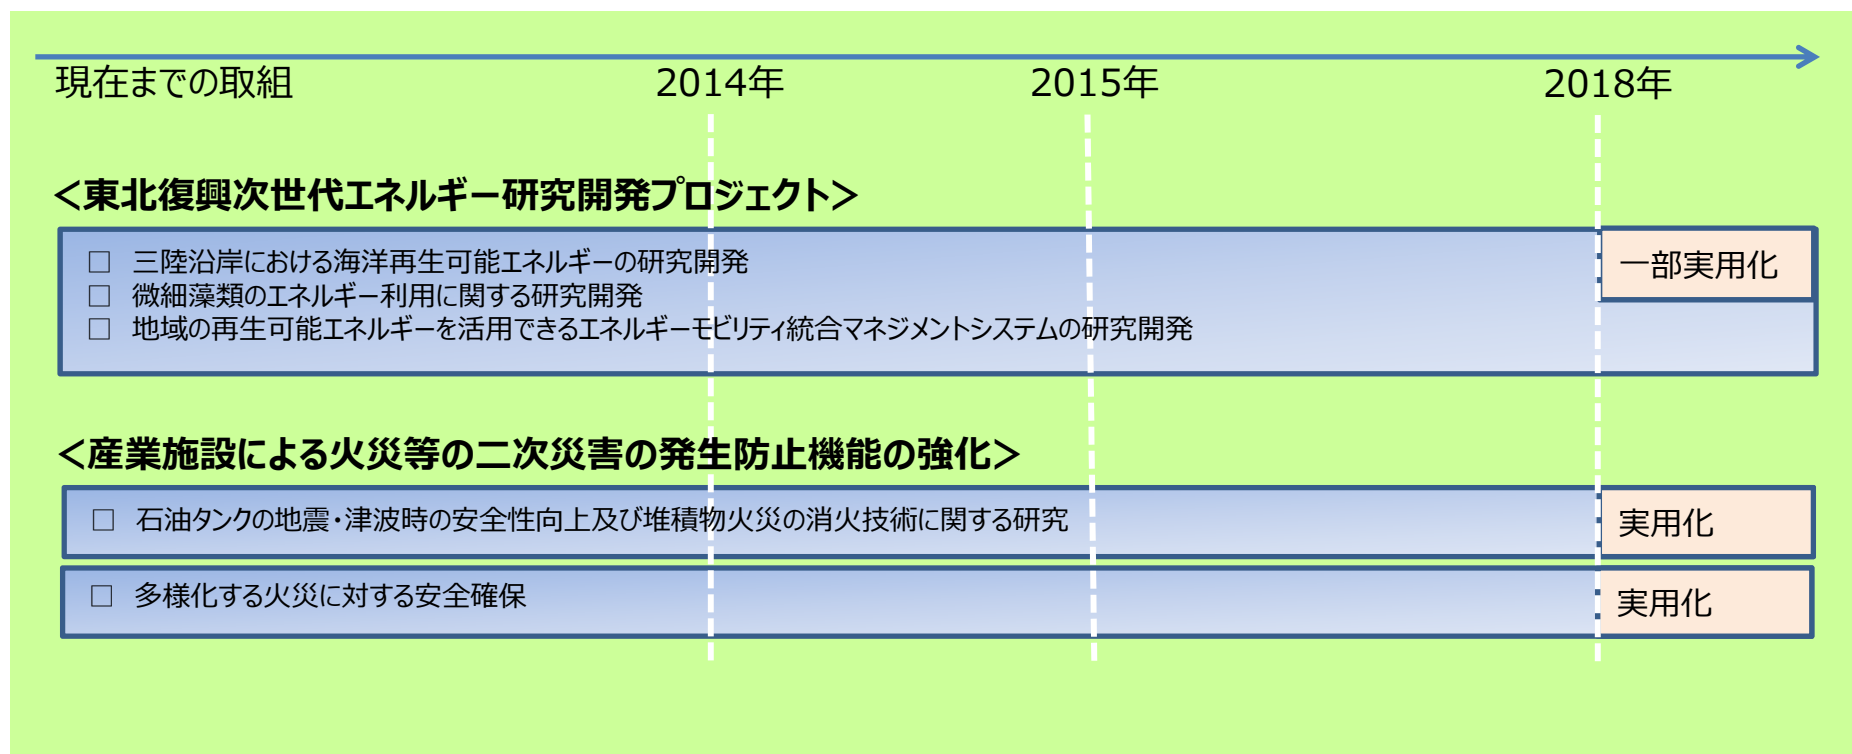 現在までの取組 2014年 2015年 2018年
＜東北復興次世代エネルギー研究開発プロジェクト＞
□ 三陸沿岸における海洋再生可能エネルギーの研究開発
一部実用化
□ 微細藻類のエネルギー利用に関する研究開発
□ 地域の再生可能エネルギーを活用できるエネルギーモビリティ統合マネジメントシステムの研究開発
＜産業施設による火災等の二次災害の発生防止機能の強化＞
□ 石油タンクの地震・津波時の安全性向上及び堆積物火災の消火技術に関する研究
実用化
□ 多様化する火災に対する安全確保
実用化